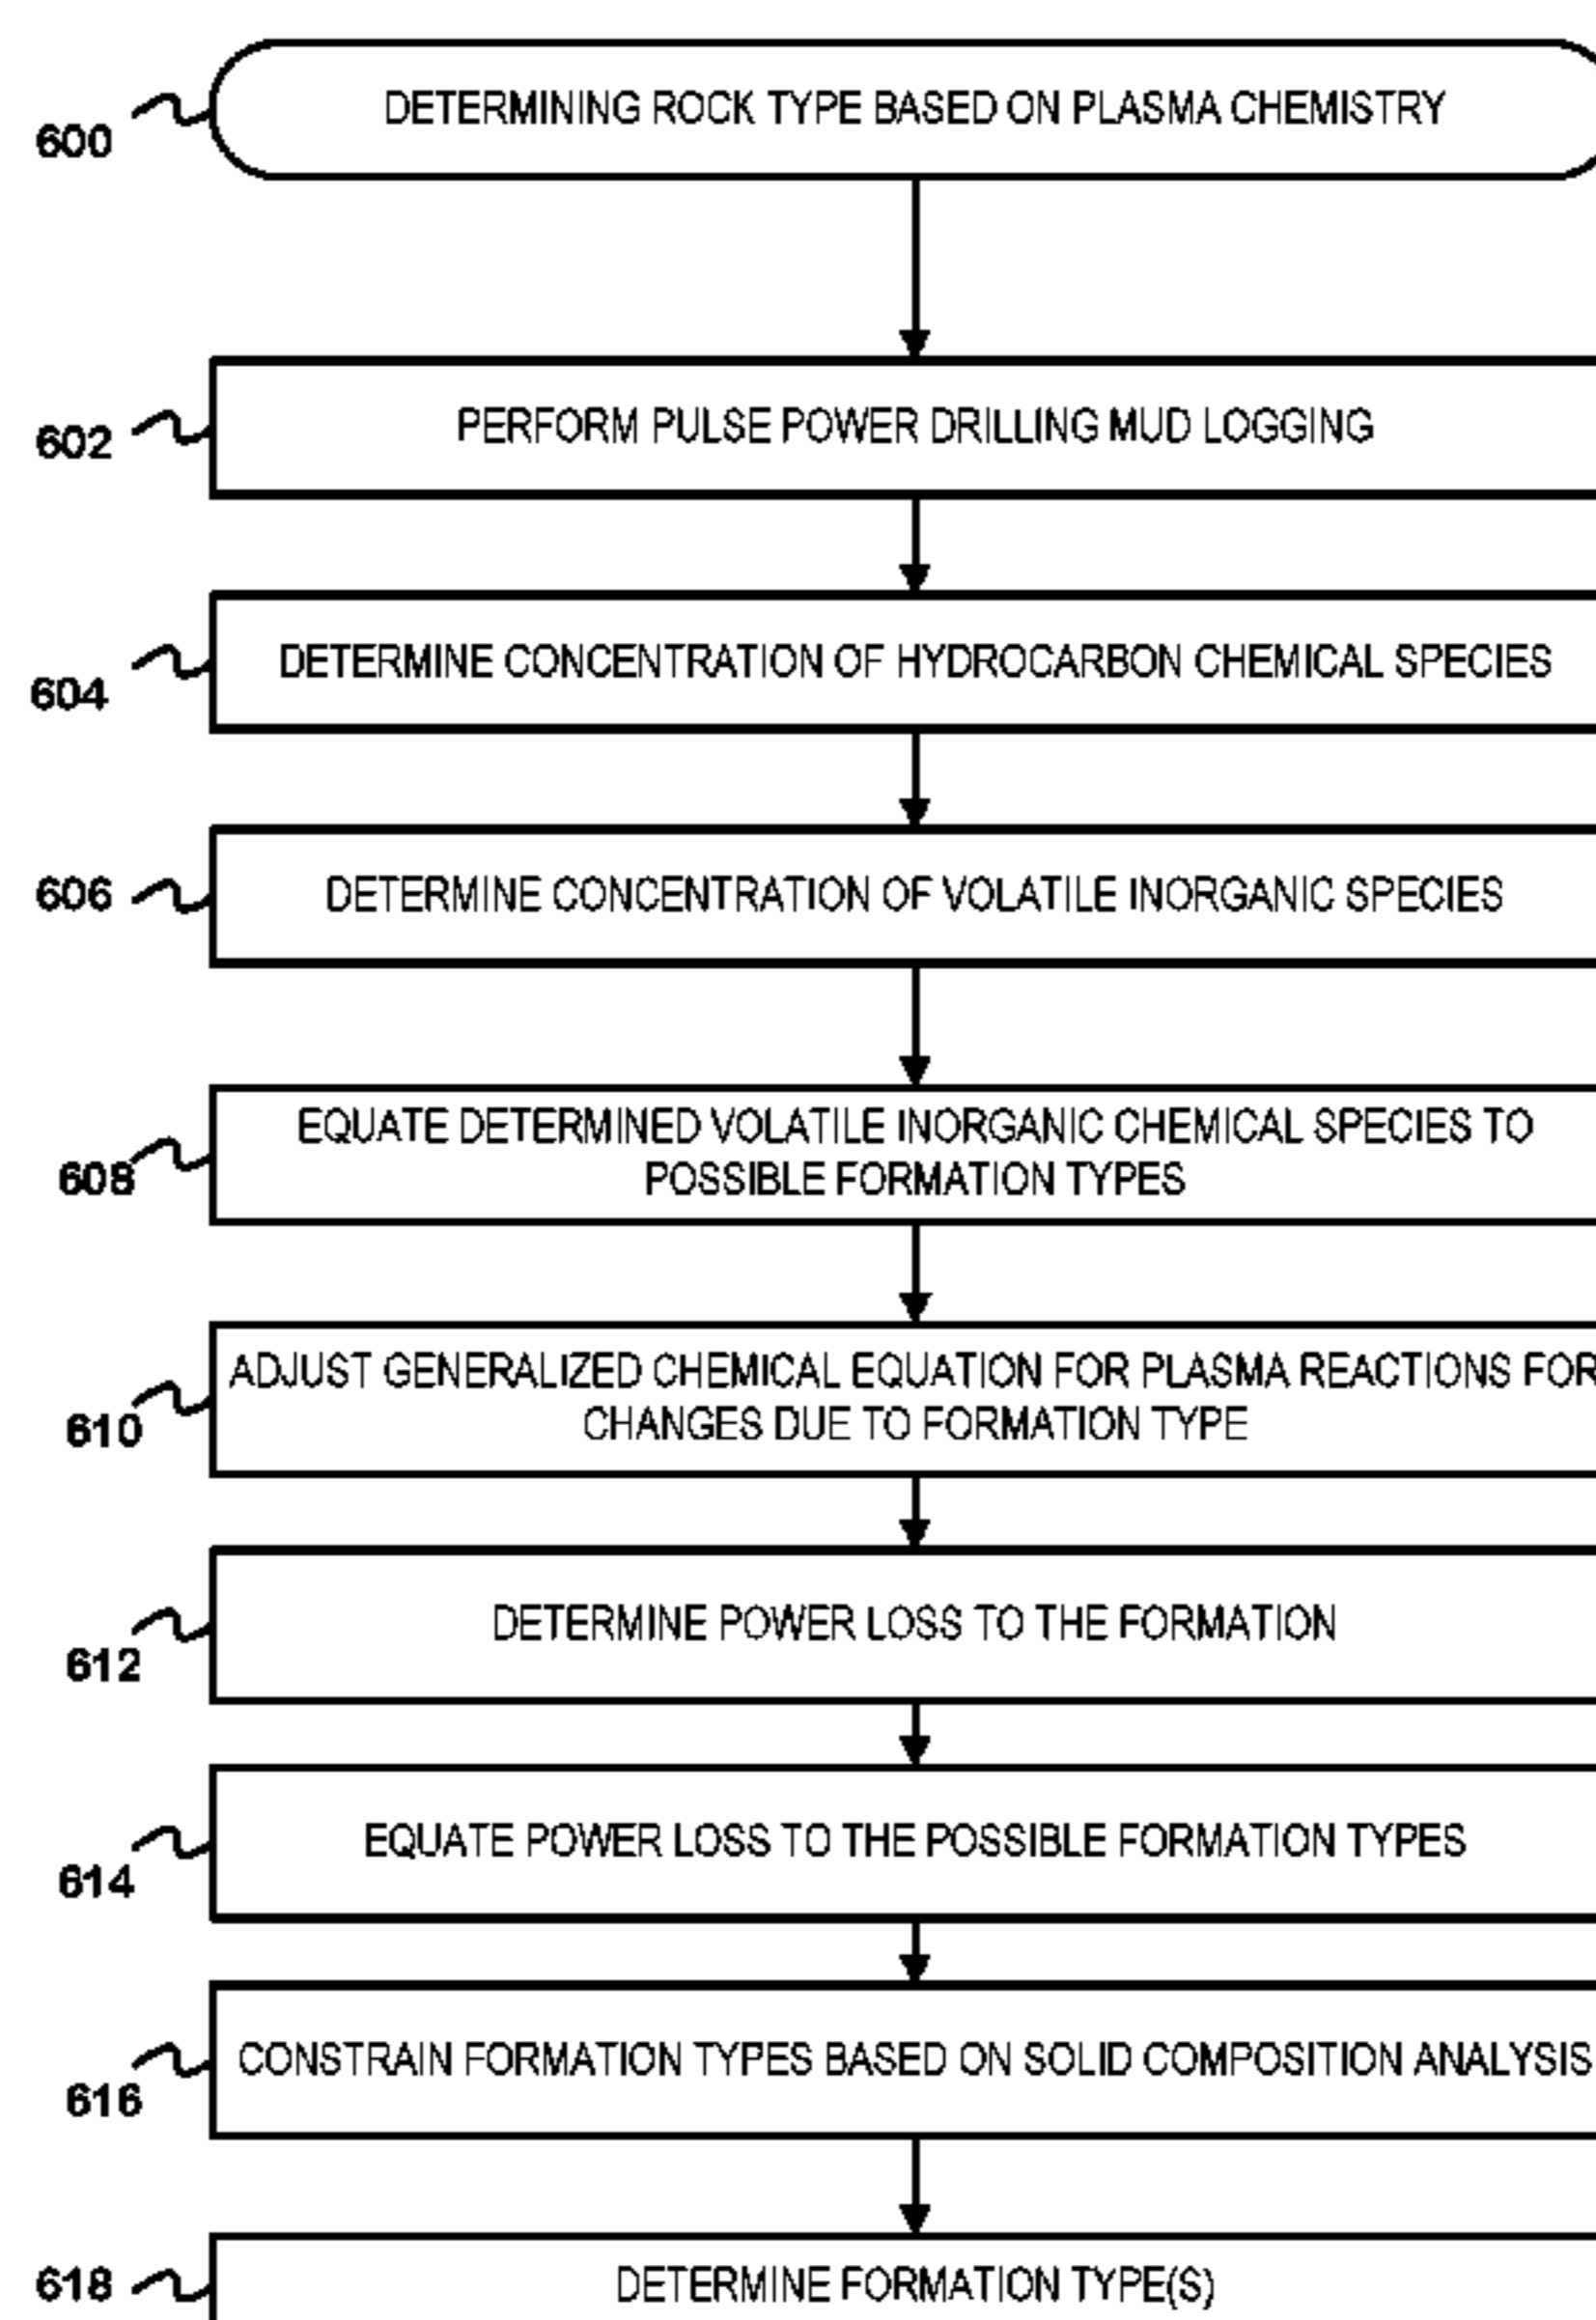 DETERMINING ROCK TYPE BASED ON PLASMA CHEMISTRY
600
PERFORM PULSE POWER DRILLING MUD LOGGING
602
DETERMINE CONCENTRATION OF HYDROCARBON CHEMICAL SPECIES
604
DETERMINE CONCENTRATION OF VOLATILE INORGANIC SPECIES
606
EQUATE DETERMINED VOLATILE INORGANIC CHEMICAL SPECIES TO
POSSIBLE FORMATION TYPES
608
ADJUST GENERALIZED CHEMICAL EQUATION FOR PLASMA REACTIONS FOR
CHANGES DUE TO FORMATION TYPE
610
DETERMINE POWER LOSS TO THE FORMATION
612
EQUATE POWER LOSS TO THE POSSIBLE FORMATION TYPES
614
CONSTRAIN FORMATION TYPES BASED ON SOLID COMPOSITION ANALYSIS
616
DETERMINE FORMATION TYPE(S)
618